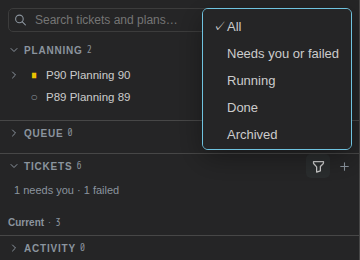 Search tickets and plans…
✓ All
Needs you or failed
Running
Done
Archived
PLANNING 2
P90 Planning 90
P89 Planning 89
QUEUE 0
TICKETS 6
1 needs you · 1 failed
Current · 3
ACTIVITY 0